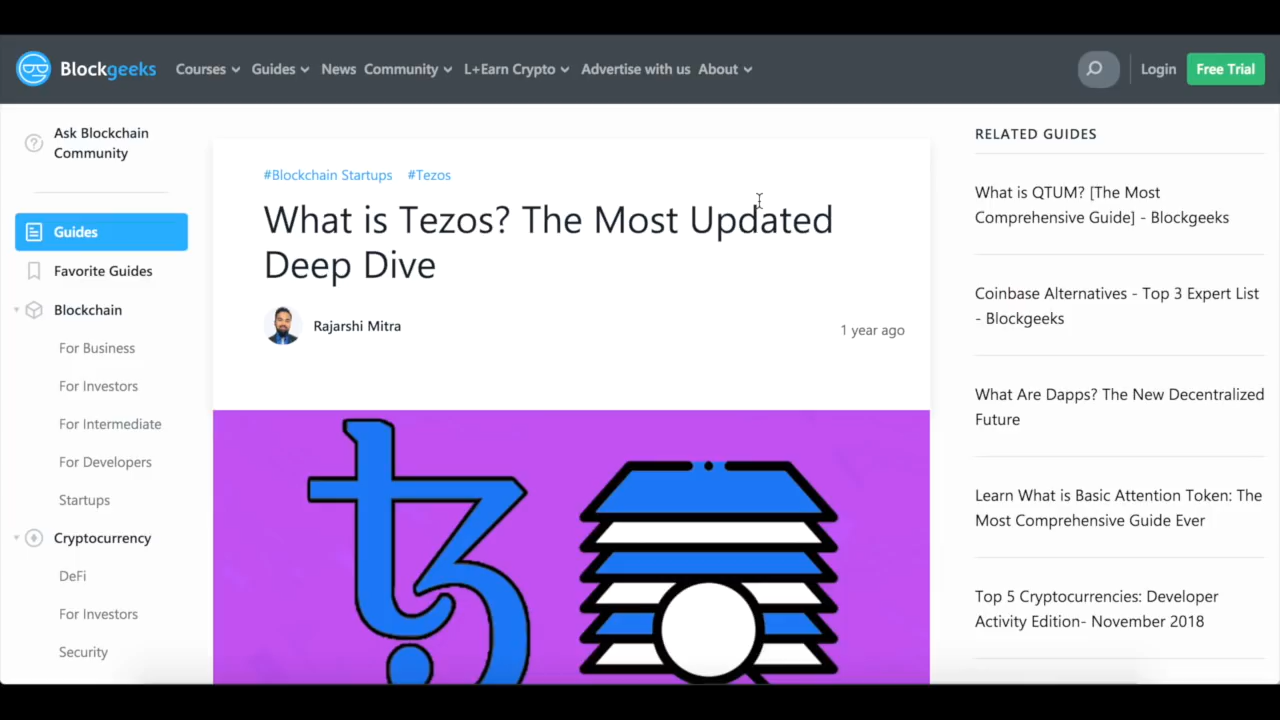 Blockgeeks
Courses
Guides
News
Community
L+Earn Crypto
Advertise with us
About
Login
Free Trial
Ask Blockchain
Community
Guides
Favorite Guides
Blockchain
For Business
For Investors
For Intermediate
For Developers
Startups
Cryptocurrency
DeFi
For Investors
Security
#Blockchain Startups #Tezos
What is Tezos? The Most Updated
Deep Dive
Rajarshi Mitra
1 year ago
RELATED GUIDES
What is QTUM? [The Most
Comprehensive Guide] - Blockgeeks
Coinbase Alternatives - Top 3 Expert List
- Blockgeeks
What Are Dapps? The New Decentralized
Future
Learn What is Basic Attention Token: The
Most Comprehensive Guide Ever
Top 5 Cryptocurrencies: Developer
Activity Edition- November 2018